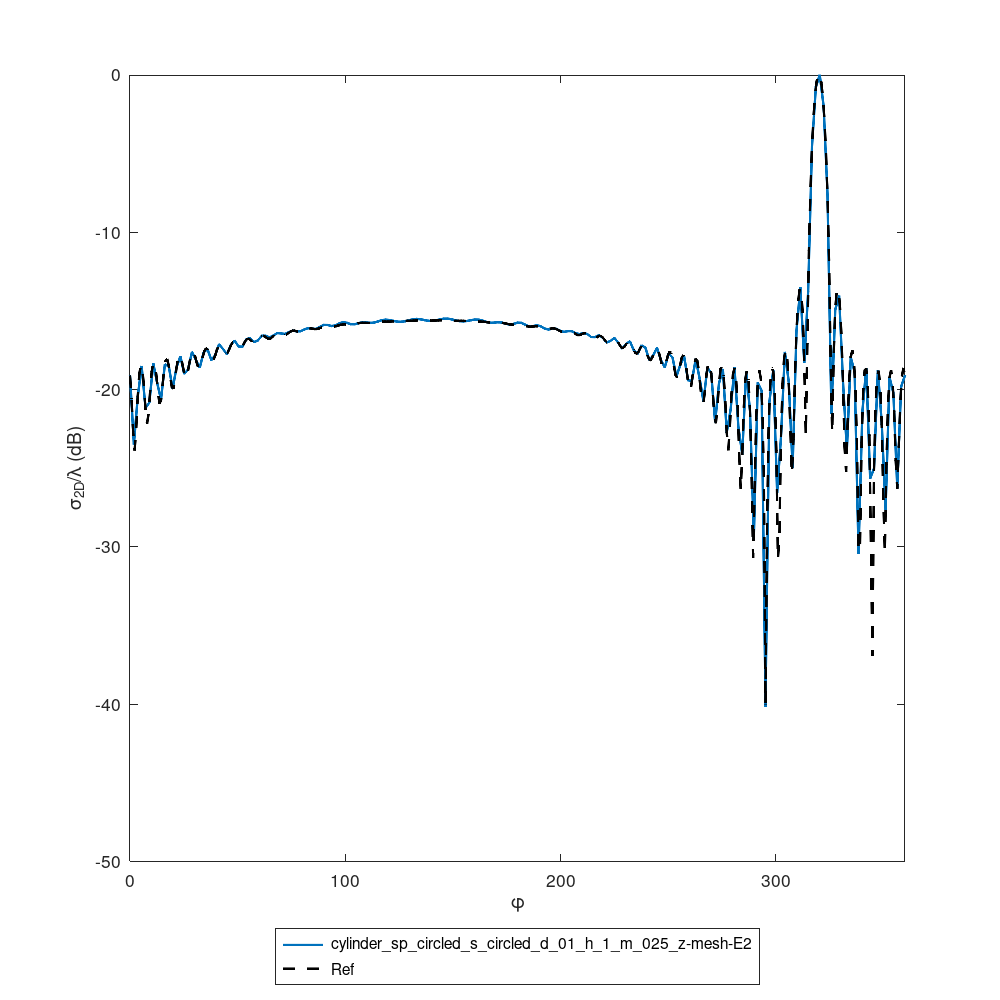 0
-10
-20
-30
-40
-50
σ2D/λ (dB)
0 100 200 300
φ
cylinder_sp_circled_s_circled_d_01_h_1_m_025_z-mesh-E2
Ref